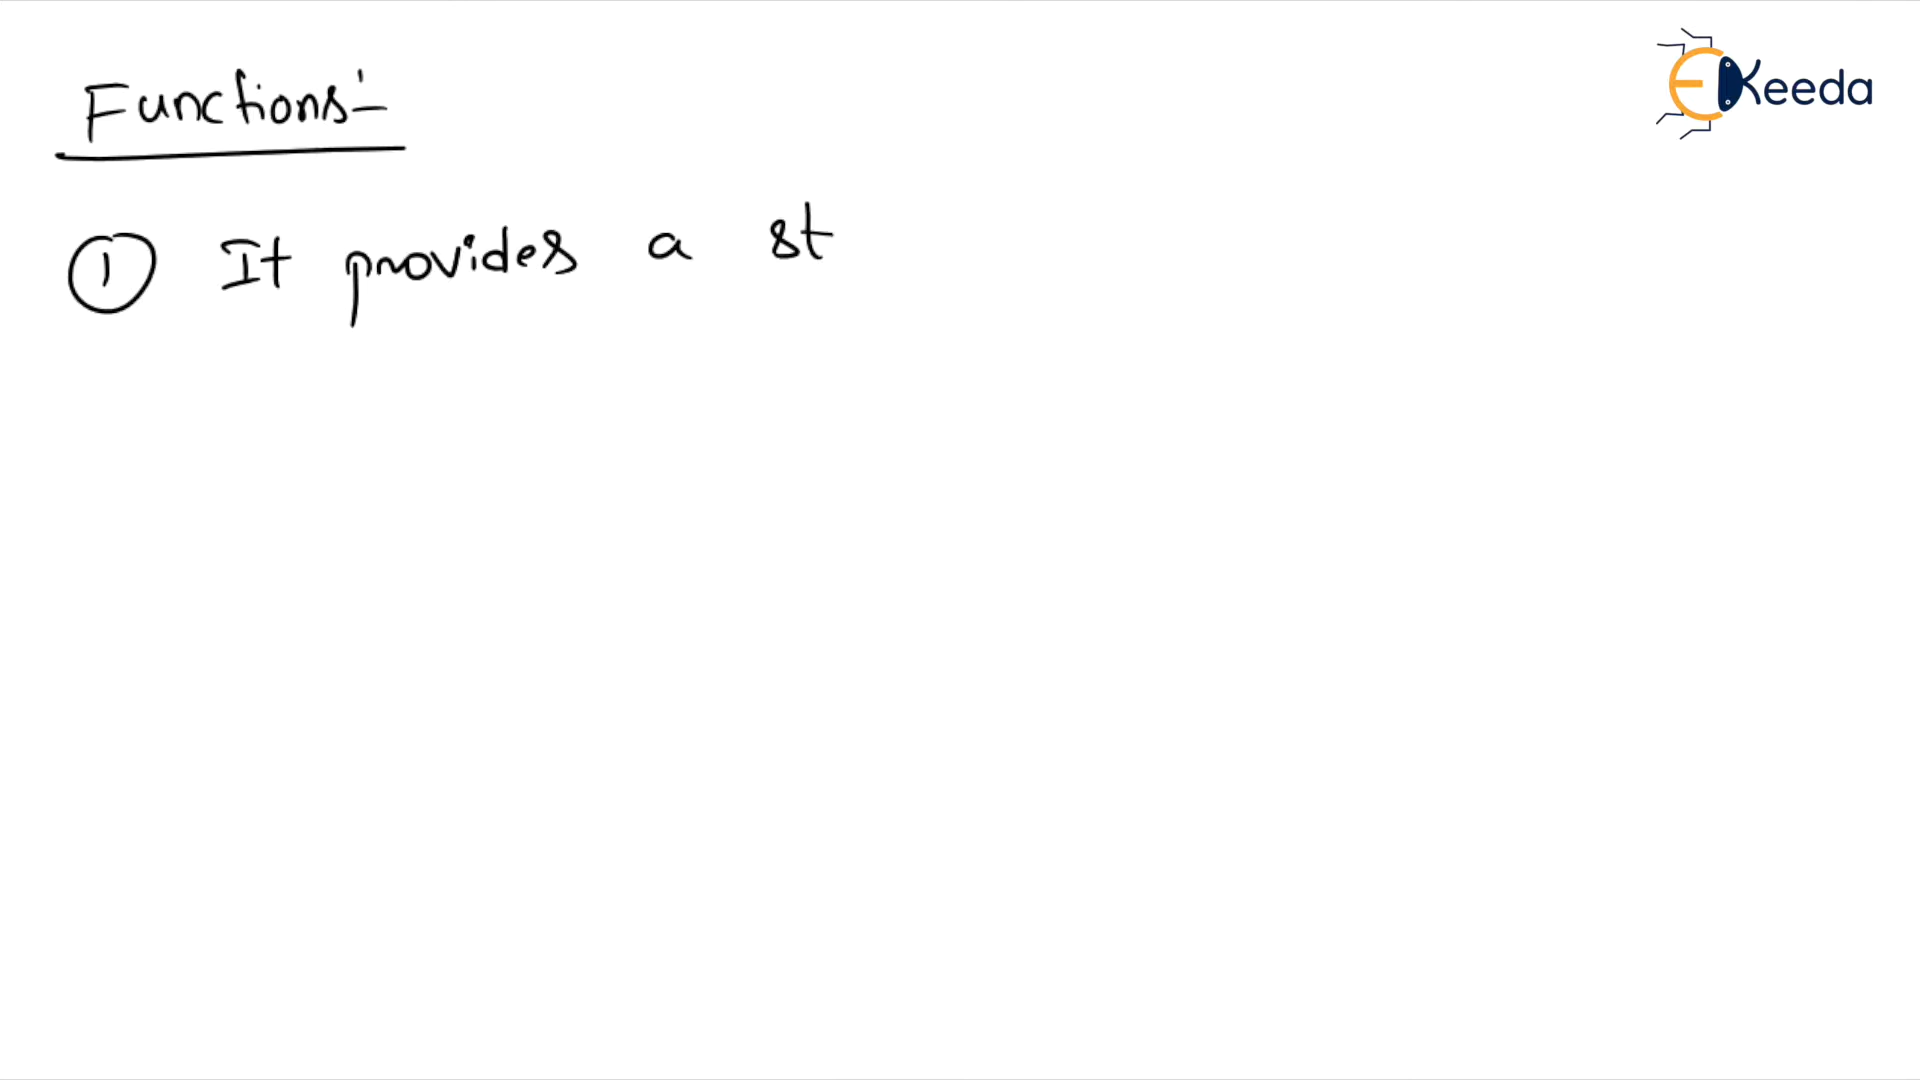 Functions:-
EKeeda
① It provides a st